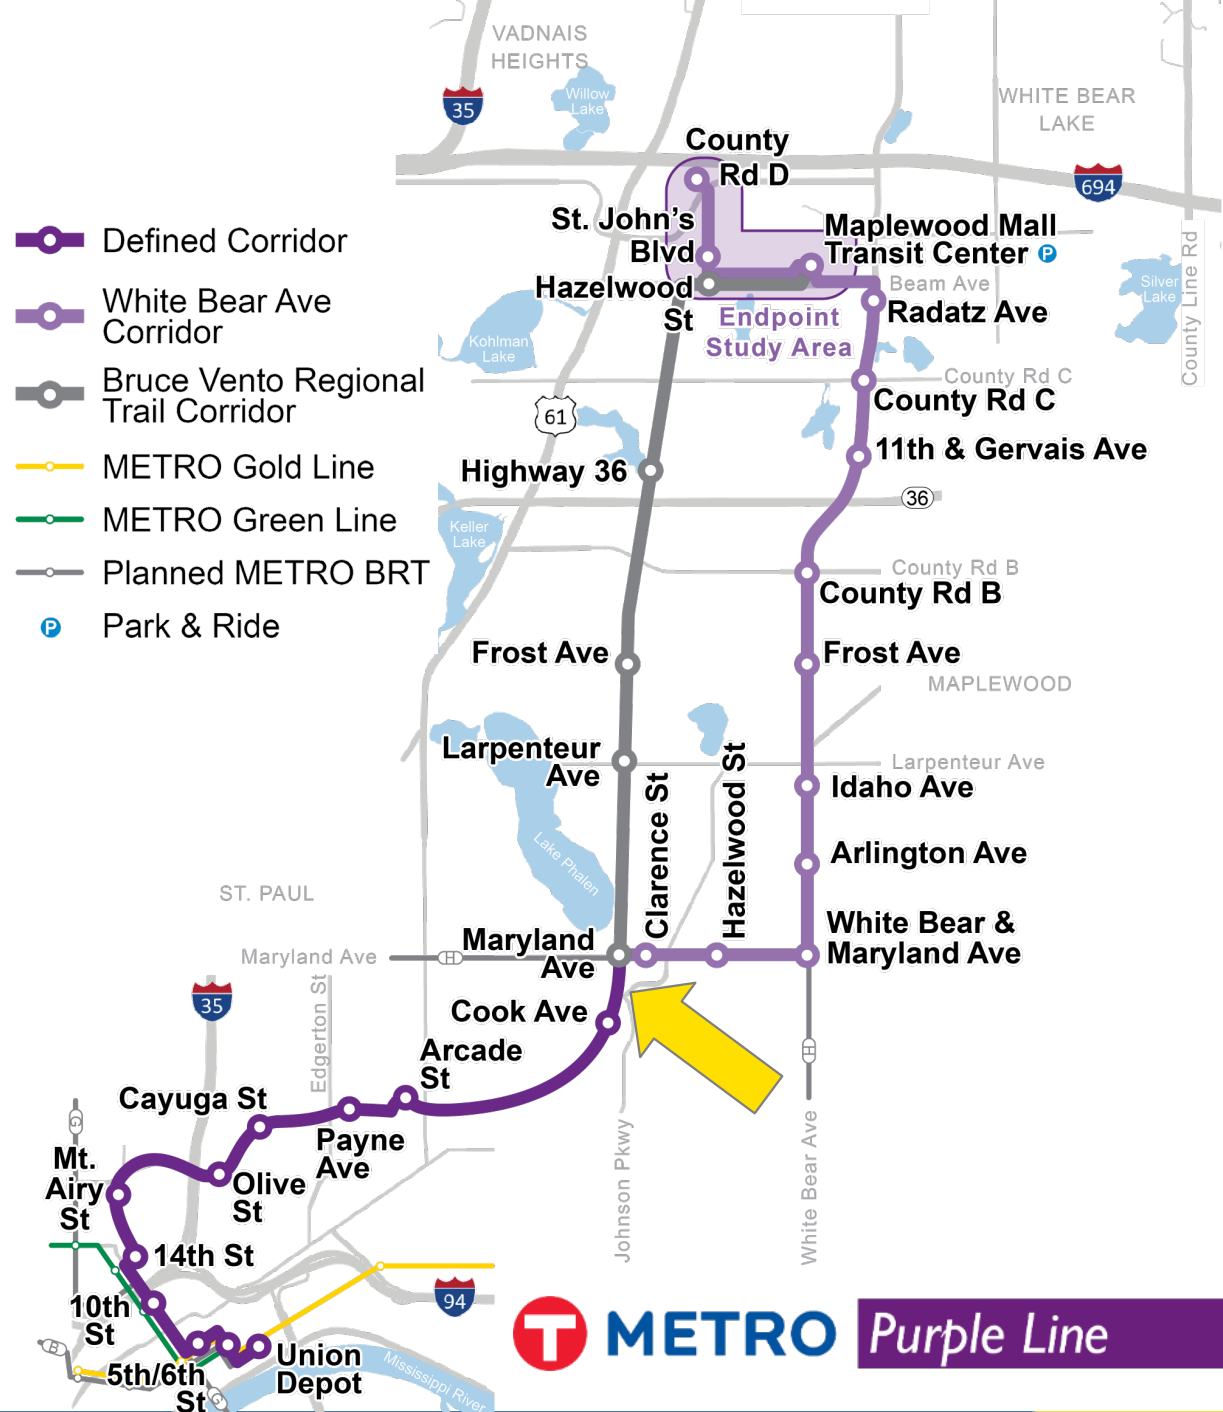 VADNAIS
HEIGHTS
35
Willow
Lake
WHITE BEAR
LAKE
694
County
Rd D
St. John's
Blvd
Maplewood Mall
Transit Center P
Hazelwood
St
Beam Ave
Radatz Ave
Endpoint
Study Area
Silver
Lake
County Line Rd
Defined Corridor
White Bear Ave
Corridor
Bruce Vento Regional
Trail Corridor
METRO Gold Line
METRO Green Line
Planned METRO BRT
P
Park & Ride
Kohlman
Lake
County Rd C
County Rd C
61
11th & Gervais Ave
Highway 36
36
Keller
Lake
County Rd B
County Rd B
Frost Ave
Frost Ave
MAPLEWOOD
Larpenteur
Ave
Larpenteur Ave
Clarence St
Hazelwood St
Idaho Ave
Lake Phalen
Arlington Ave
ST. PAUL
Maryland Ave
H
Maryland
Ave
White Bear &
Maryland Ave
35
Edgerton St
Cook Ave
H
Arcade
St
Cayuga St
G
Payne
Ave
Johnson Pkwy
White Bear Ave
Mt.
Airy
St
Olive
St
14th St
10th
St
94
B
5th/6th
St
G
Union
Depot
Mississippi River
T METRO Purple Line